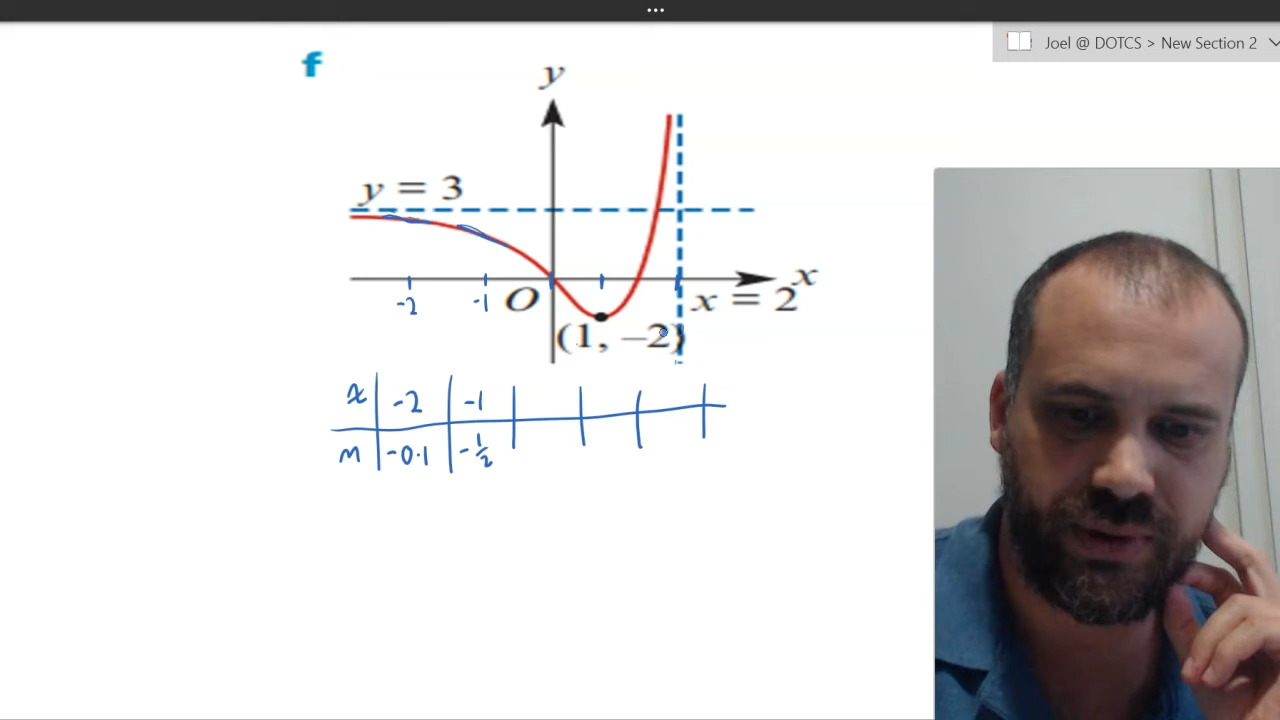 ...
Joel @ DOTCS > New Section 2
f
y
y = 3
x
-2 -1 O x = 2
(1, −2)
x -2 -1
m -0.1 -1/2